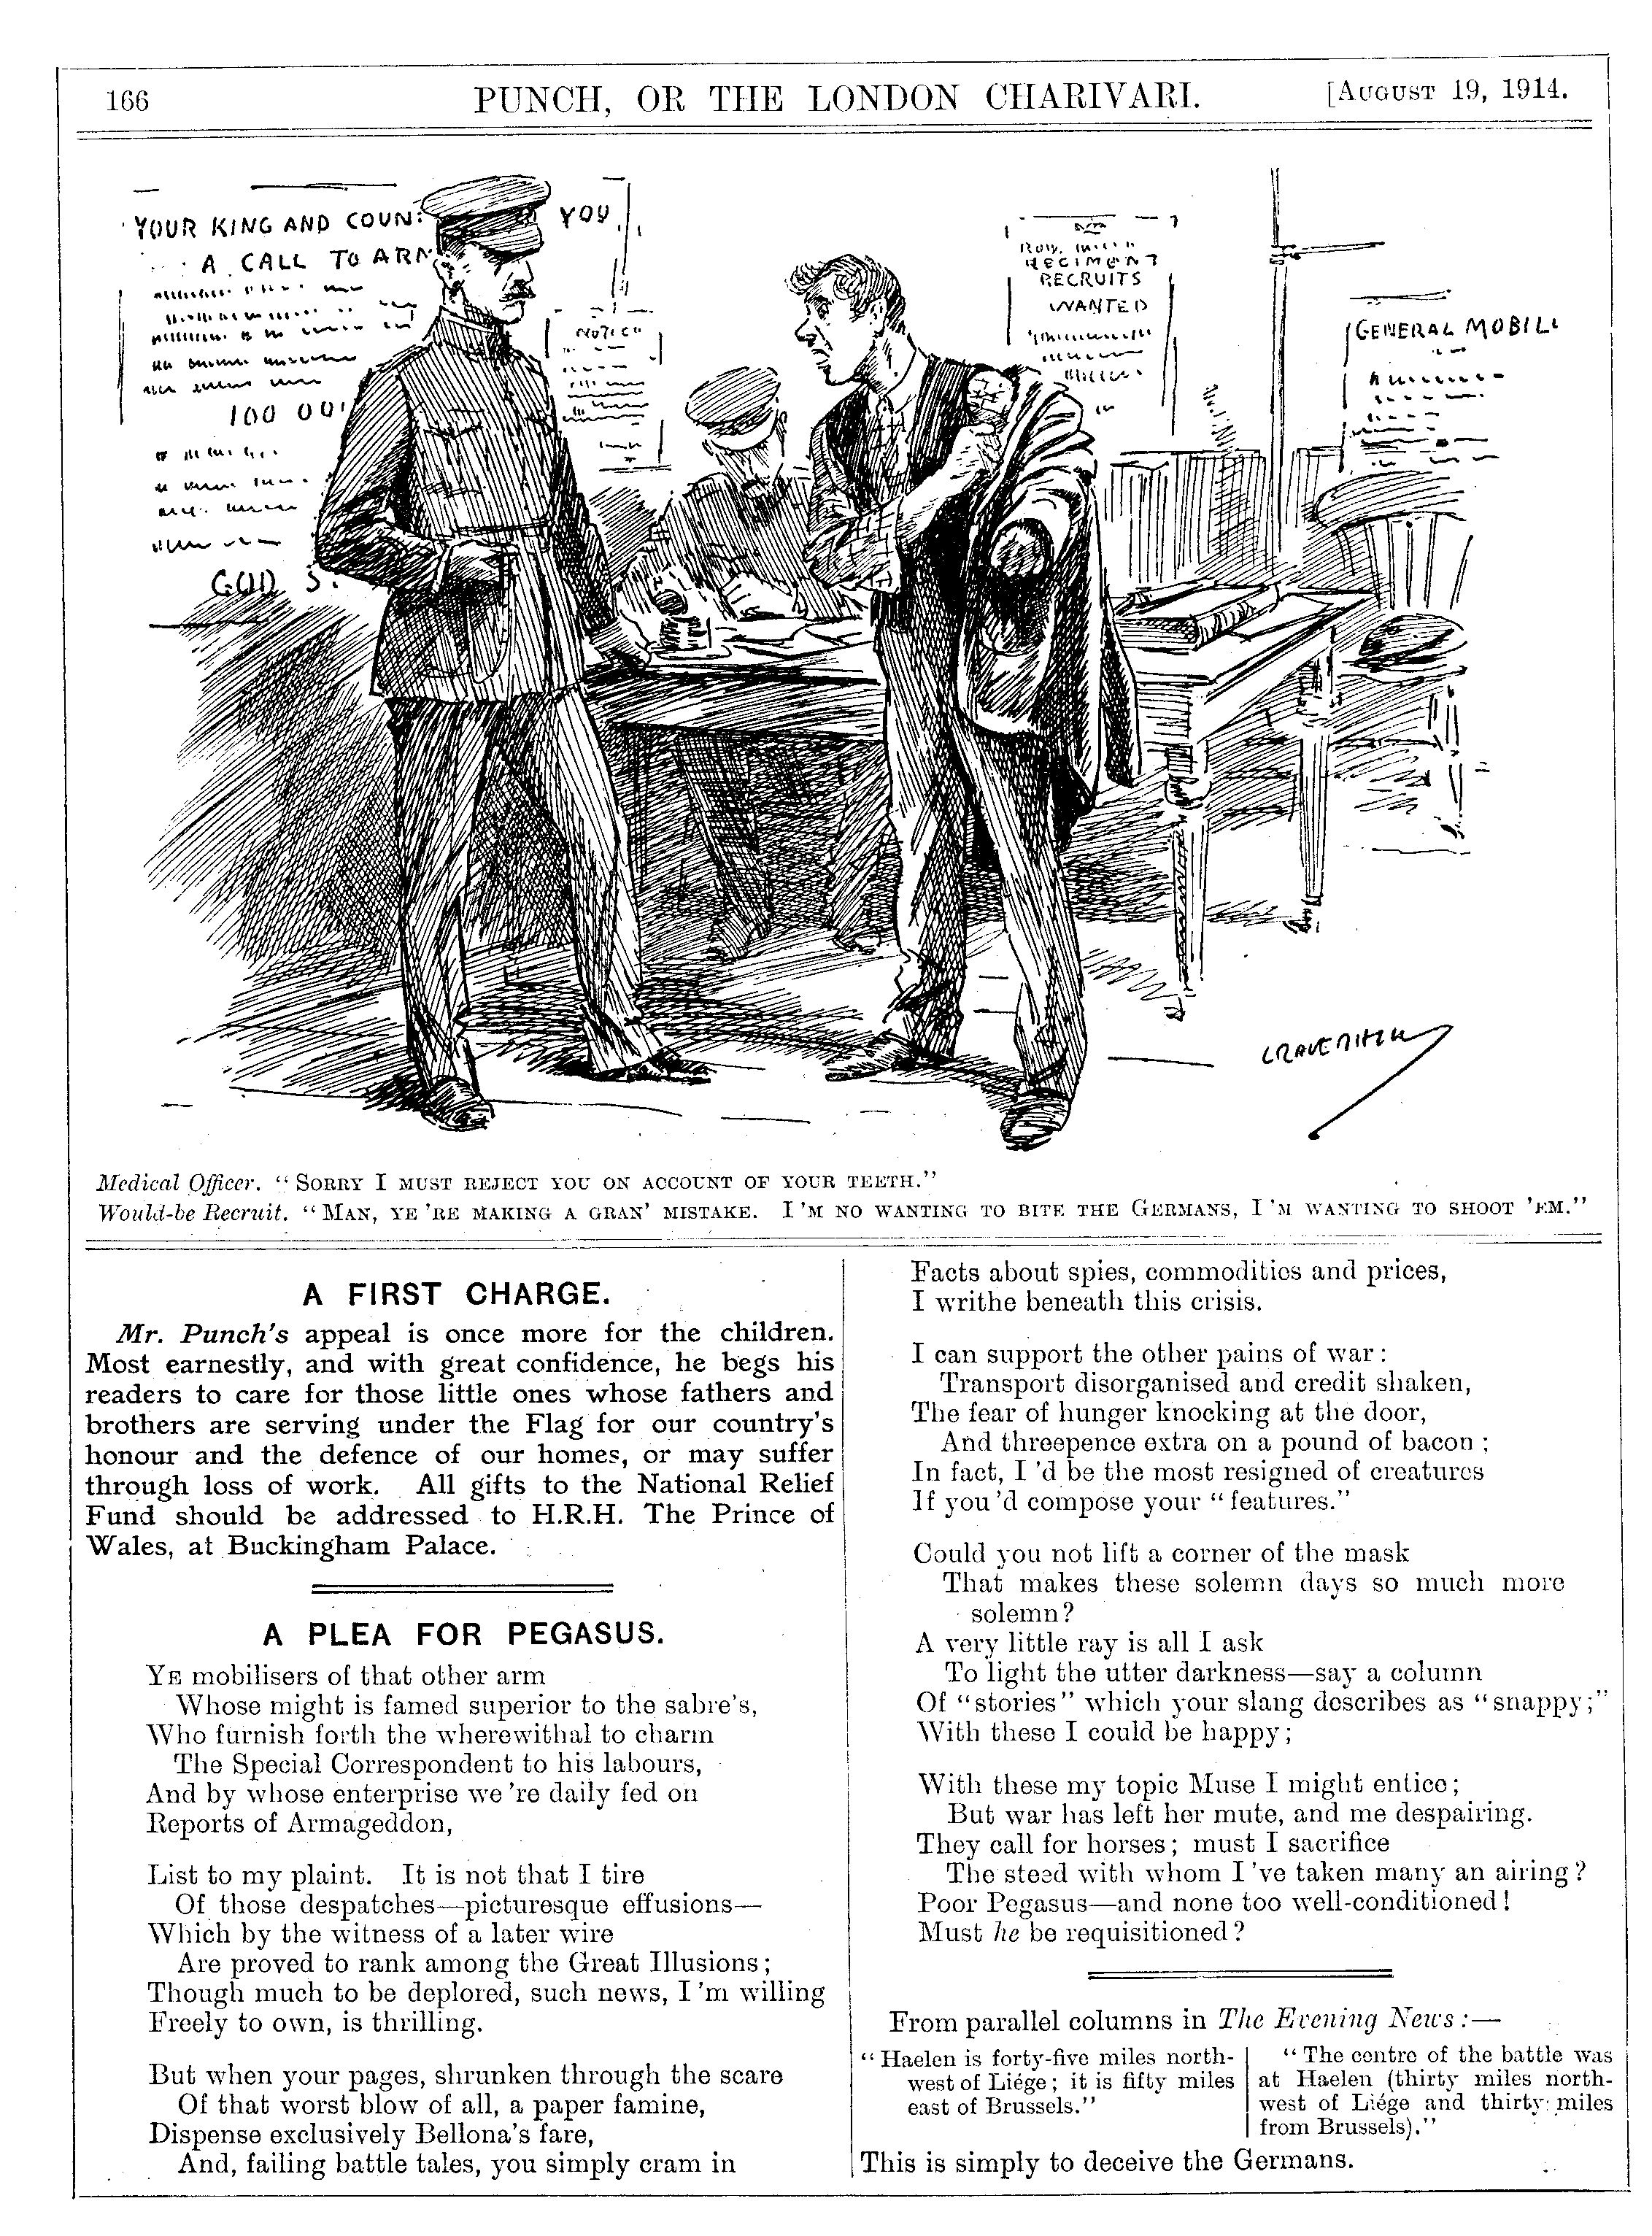 166
PUNCH, OR THE LONDON CHARIVARI.
[AUGUST 19, 1914.
YOUR KING AND COUN
YOU
A CALL TO ARM
100 00
GOD S
NOTICE
REGIMENT
RECRUITS
WANTED
GENERAL MOBILI
Medical Officer. "SORRY I MUST REJECT YOU ON ACCOUNT OF YOUR TEETH."
Would-be Recruit. "MAN, YE 'RE MAKING A GRAN' MISTAKE. I 'M NO WANTING TO BITE THE GERMANS, I 'M WANTING TO SHOOT 'EM."
A FIRST CHARGE.
Mr. Punch's appeal is once more for the children.
Most earnestly, and with great confidence, he begs his
readers to care for those little ones whose fathers and
brothers are serving under the Flag for our country's
honour and the defence of our homes, or may suffer
through loss of work. All gifts to the National Relief
Fund should be addressed to H.R.H. The Prince of
Wales, at Buckingham Palace.
A PLEA FOR PEGASUS.
YE mobilisers of that other arm
Whose might is famed superior to the sabre's,
Who furnish forth the wherewithal to charm
The Special Correspondent to his labours,
And by whose enterprise we 're daily fed on
Reports of Armageddon,
List to my plaint. It is not that I tire
Of those despatches—picturesque effusions—
Which by the witness of a later wire
Are proved to rank among the Great Illusions;
Though much to be deplored, such news, I 'm willing
Freely to own, is thrilling.
But when your pages, shrunken through the scare
Of that worst blow of all, a paper famine,
Dispense exclusively Bellona's fare,
And, failing battle tales, you simply cram in
Facts about spies, commodities and prices,
I writhe beneath this crisis.
I can support the other pains of war:
Transport disorganised and credit shaken,
The fear of hunger knocking at the door,
And threepence extra on a pound of bacon;
In fact, I 'd be the most resigned of creatures
If you 'd compose your "features."
Could you not lift a corner of the mask
That makes these solemn days so much more
solemn?
A very little ray is all I ask
To light the utter darkness—say a column
Of "stories" which your slang describes as "snappy;"
With these I could be happy;
With these my topic Muse I might entice;
But war has left her mute, and me despairing.
They call for horses; must I sacrifice
The steed with whom I 've taken many an airing?
Poor Pegasus—and none too well-conditioned!
Must he be requisitioned?
From parallel columns in The Evening News:—
"Haelen is forty-five miles north-
west of Liége; it is fifty miles
east of Brussels."
"The centre of the battle was
at Haelen (thirty miles north-
west of Liége and thirty miles
from Brussels)."
This is simply to deceive the Germans.